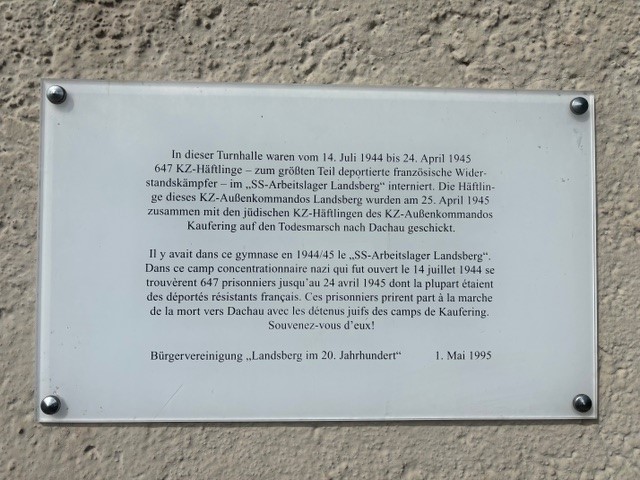 In dieser Turnhalle waren vom 14. Juli 1944 bis 24. April 1945
647 KZ-Häftlinge – zum größten Teil deportierte französische Wider-
standskämpfer – im „SS-Arbeitslager Landsberg“ interniert. Die Häftlin-
ge dieses KZ-Außenkommandos Landsberg wurden am 25. April 1945
zusammen mit den jüdischen KZ-Häftlingen des KZ-Außenkommandos
Kaufering auf den Todesmarsch nach Dachau geschickt.
Il y avait dans ce gymnase en 1944/45 le „SS-Arbeitslager Landsberg“.
Dans ce camp concentrationnaire nazi qui fut ouvert le 14 juillet 1944 se
trouvèrent 647 prisonniers jusqu'au 24 avril 1945 dont la plupart étaient
des déportés résistants français. Ces prisonniers prirent part à la marche
de la mort vers Dachau avec les détenus juifs des camps de Kaufering.
Souvenez-vous d'eux!
Bürgervereinigung „Landsberg im 20. Jahrhundert“ 1. Mai 1995